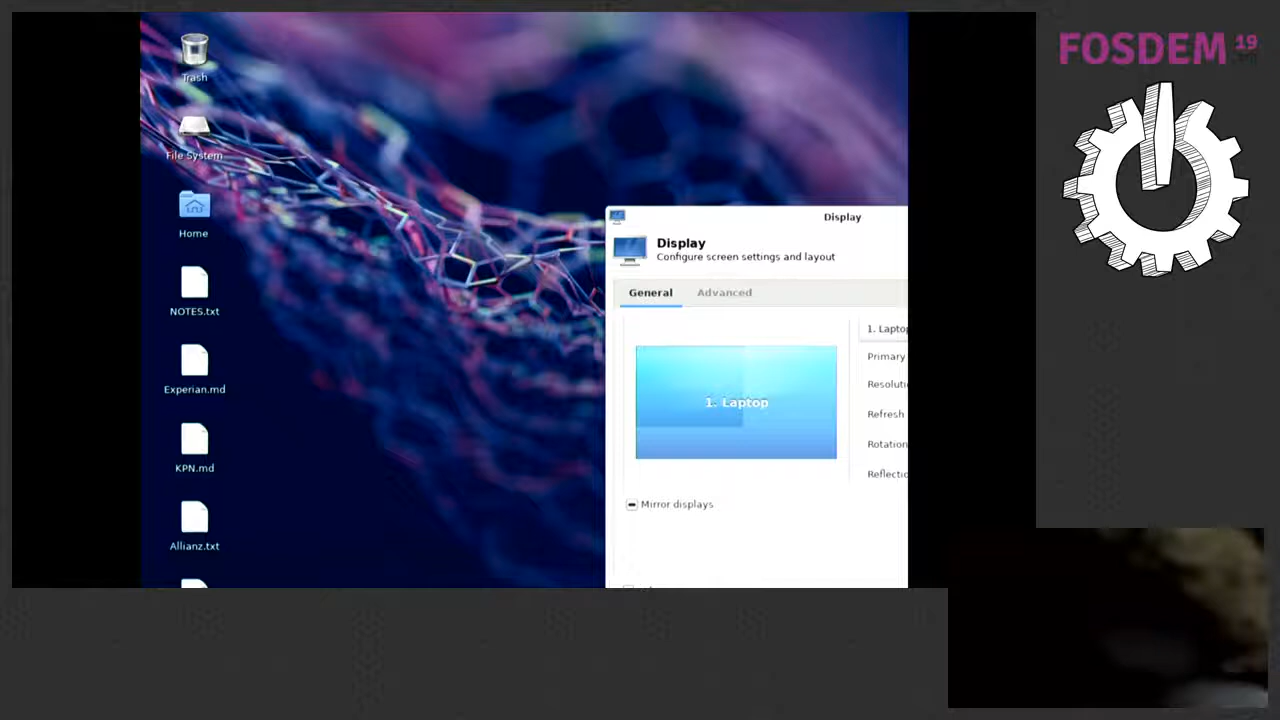 FOSDEM 19
Trash
File System
Home
NOTES.txt
Experian.md
KPN.md
Allianz.txt
Display
Display
Configure screen settings and layout
General
Advanced
1. Laptop
1. Laptop
Primary
Resoluti
Refresh
Rotation
Reflectio
Mirror displays